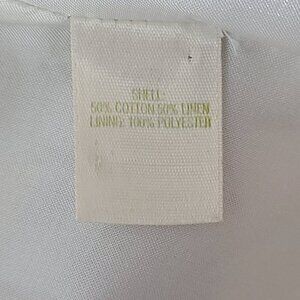 SHELL:
50% COTTON 50% LINEN
LINING: 100% POLYESTER